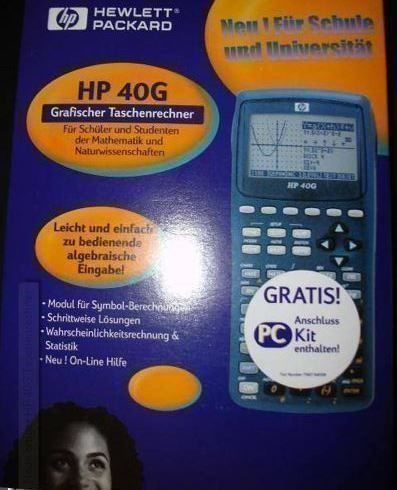 hp HEWLETT®
PACKARD
Neu ! Für Schule
und Universität
HP 40G
Grafischer Taschenrechner
Für Schüler und Studenten
der Mathematik und
Naturwissenschaften
hp
HP 40G
Leicht und einfach
zu bedienende
algebraische
Eingabe!
• Modul für Symbol-Berechnungen
• Schrittweise Lösungen
• Wahrscheinlichkeitsrechnung &
Statistik
• Neu ! On-Line Hilfe
GRATIS!
PC Anschluss
Kit
enthalten!